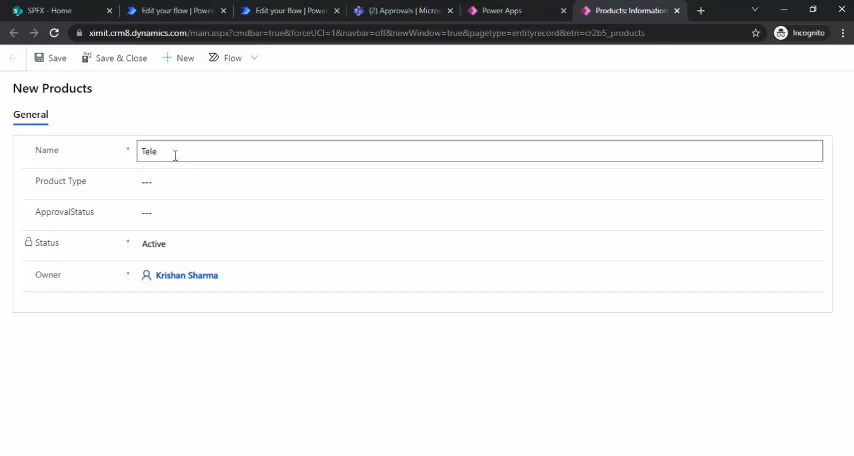 SPFX - Home
Edit your flow | Power
Edit your flow | Power
(/) Approvals | Micros
Power Apps
Products: Information
ximit.crm8.dynamics.com/main.aspx?cmdbar=true&forceUCI=1&navbar=off&newWindow=true&pagetype=entityrecord&etn=cr2b5_products
Incognito
Save
Save & Close
New
Flow
New Products
General
Name * Tele
Product Type ---
ApprovalStatus ---
Status * Active
Owner * Krishan Sharma